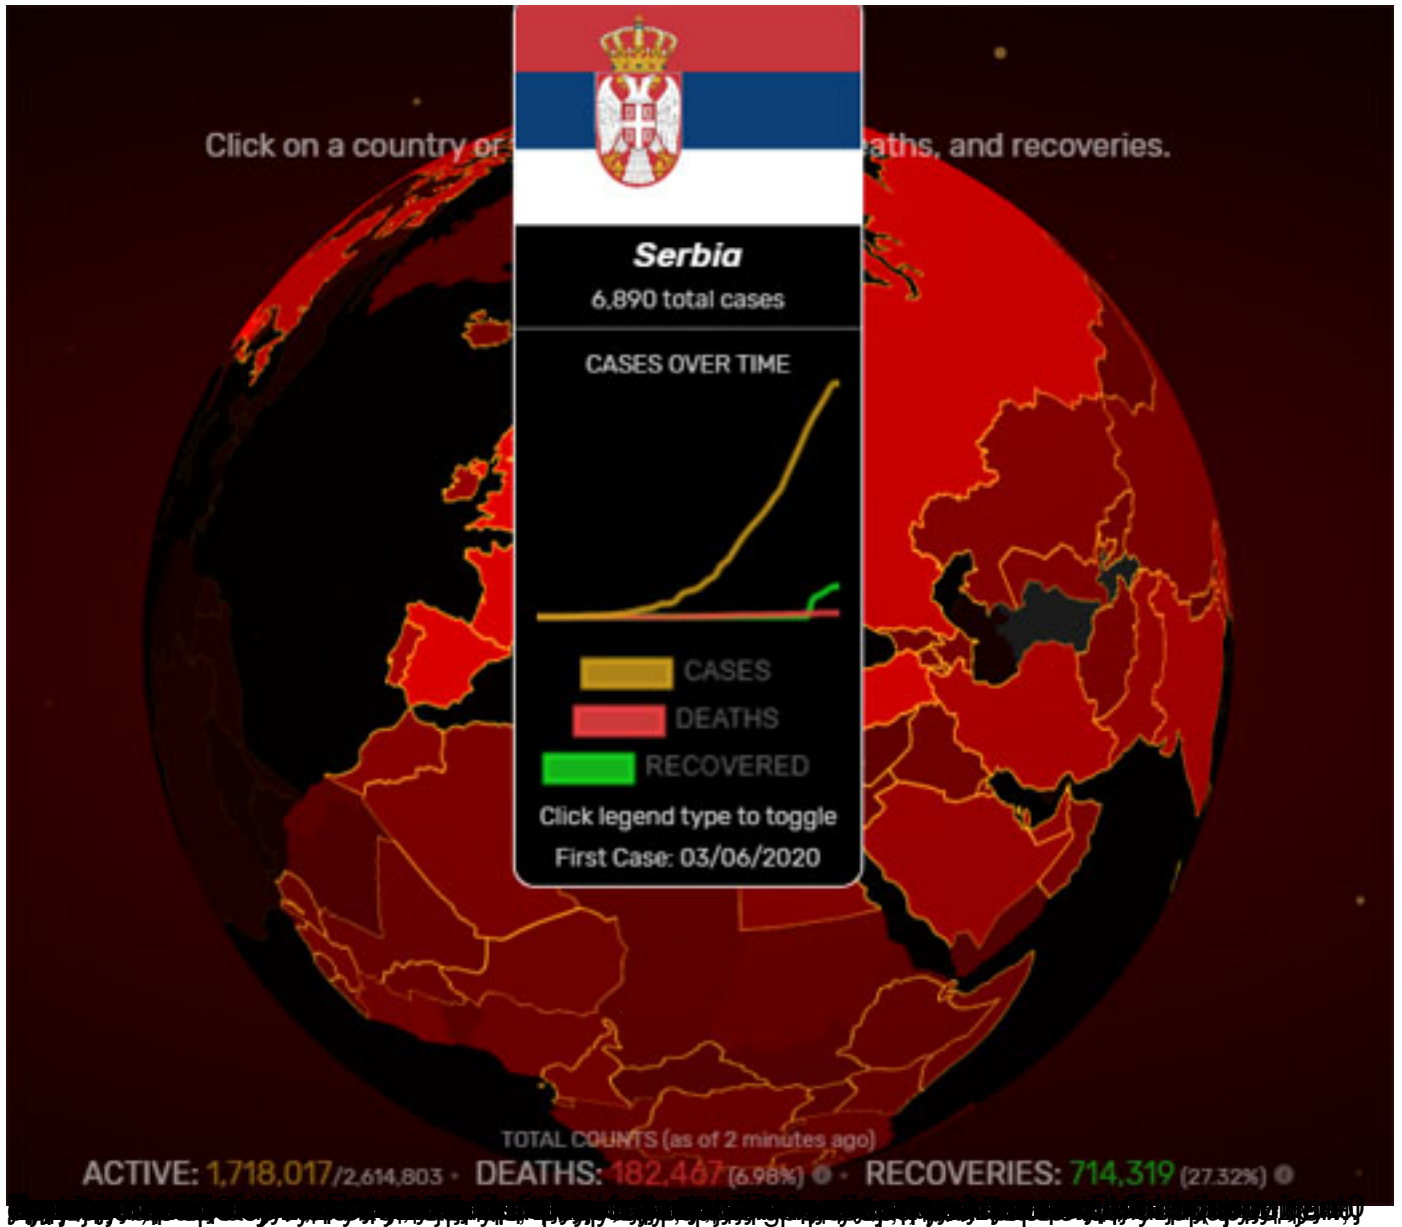 Click on a country or
eaths, and recoveries.
Serbia
6,890 total cases
CASES OVER TIME
CASES
DEATHS
RECOVERED
Click legend type to toggle
First Case: 03/06/2020
TOTAL COUNTS (as of 2 minutes ago)
ACTIVE: 1,718,017/2,614,803 · DEATHS: 182,467 (6.98%) · RECOVERIES: 714,319 (27.32%)